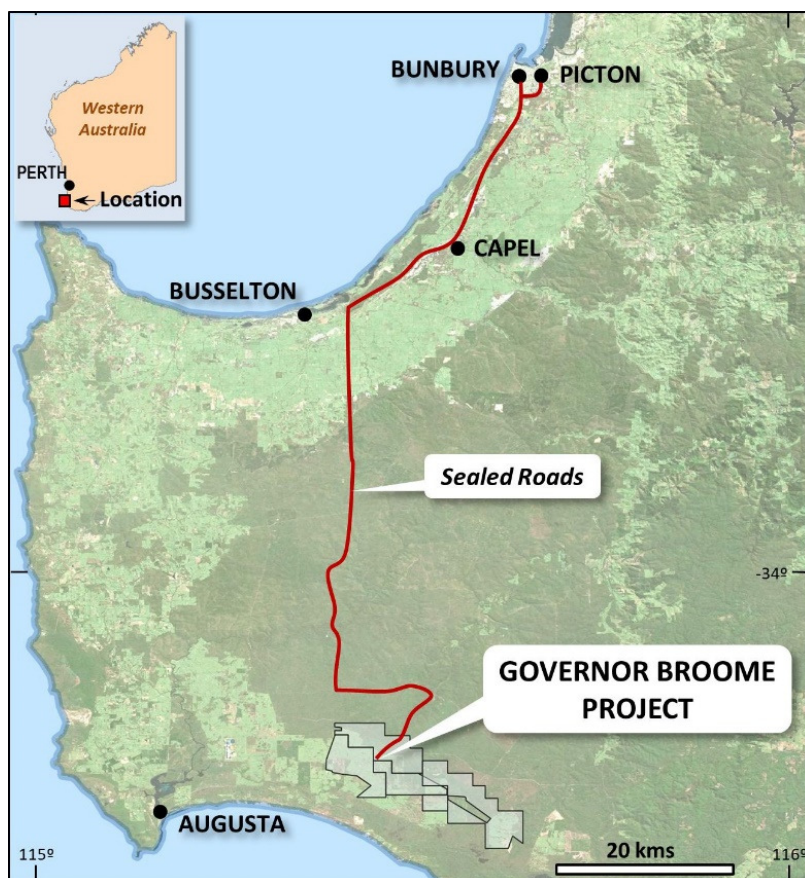 Western
Australia
PERTH
Location
BUNBURY
PICTON
CAPEL
BUSSELTON
Sealed Roads
-34º
GOVERNOR BROOME
PROJECT
AUGUSTA
115º
20 kms
116º